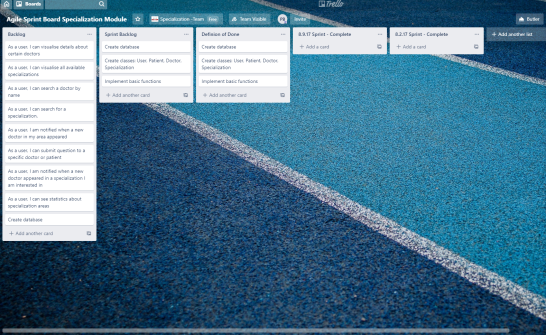 Boards
Trello
Agile Sprint Board Specialization Module
Specialization-Team Free
Team Visible
Invite
Butler
Backlog
As a user, I can visualise details about
certain doctors
As a user, I can visualise all available
specializations
As a user, I can search a doctor by
name
As a user, I can search for a
specialization.
As a user, I am notified when a new
doctor in my area appeared
As a user, I can submit question to a
specific doctor or patient
As a user, I am notified when a new
doctor appeared in a specialization I
am interested in
As a user, I can see statistics about
specialization areas
Create database
+ Add another card
Sprint Backlog
Create database
Create classes: User, Patient, Doctor,
Specialization
Implement basic functions
+ Add another card
Definion of Done
Create database
Create classes: User, Patient, Doctor,
Specialization
Implement basic functions
+ Add another card
8.9.17 Sprint - Complete
+ Add a card
8.2.17 Sprint - Complete
+ Add a card
+ Add another list